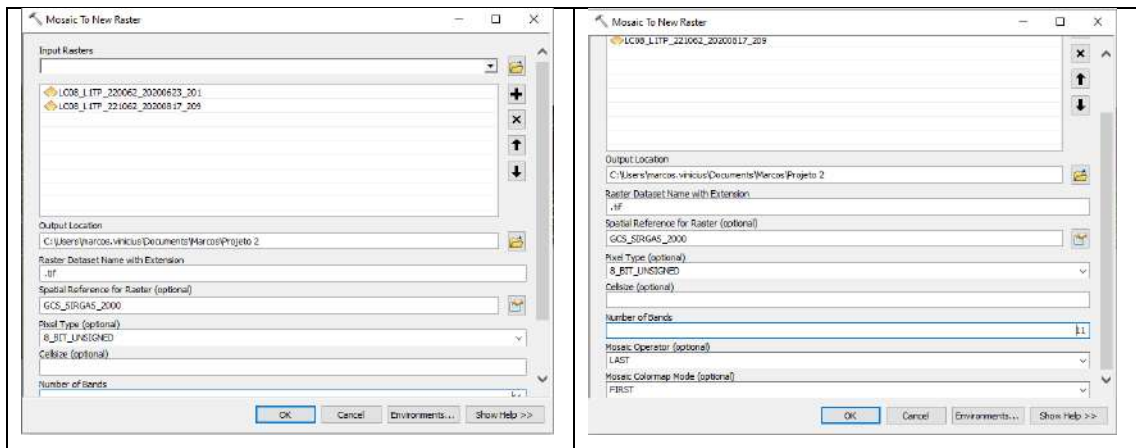 Mosaic To New Raster
Input Rasters
LC08_L1TP_220062_20200623_201
LC08_L1TP_221062_20200817_209
Output Location
C:\Users\marcos.vinicius\Documents\Marcos\Projeto 2
Raster Dataset Name with Extension
.tif
Spatial Reference for Raster (optional)
GCS_SIRGAS_2000
Pixel Type (optional)
8_BIT_UNSIGNED
Cellsize (optional)
Number of Bands
OK Cancel Environments... Show Help >>
Mosaic To New Raster
LC08_L1TP_221062_20200817_209
Output Location
C:\Users\marcos.vinicius\Documents\Marcos\Projeto 2
Raster Dataset Name with Extension
.tif
Spatial Reference for Raster (optional)
GCS_SIRGAS_2000
Pixel Type (optional)
8_BIT_UNSIGNED
Cellsize (optional)
Number of Bands
11
Mosaic Operator (optional)
LAST
Mosaic Colormap Mode (optional)
FIRST
OK Cancel Environments... Show Help >>